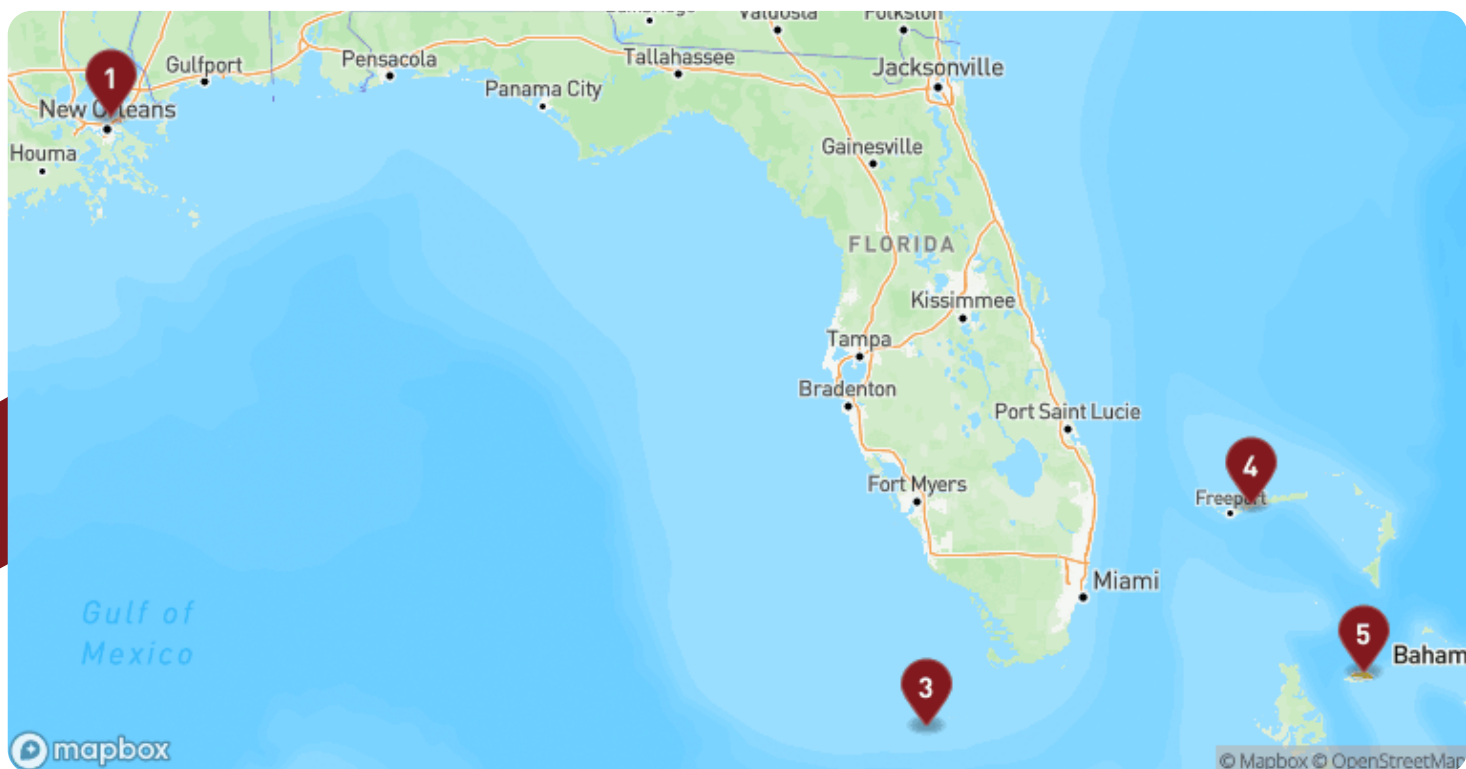 Valdosta
Folkston
Tallahassee
Jacksonville
Pensacola
Gulfport
Panama City
1
New Orleans
Houma
Gainesville
FLORIDA
Kissimmee
Tampa
Bradenton
Port Saint Lucie
4
Fort Myers
Freeport
Miami
Gulf of
Mexico
5
Baham
3
mapbox
© Mapbox © OpenStreetMap